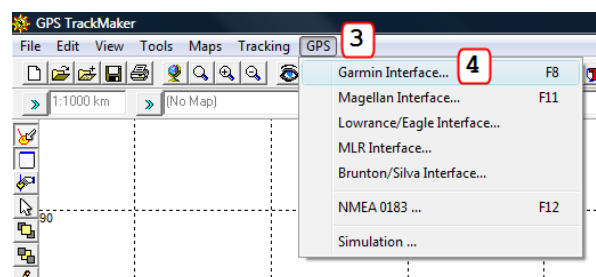 GPS TrackMaker
File Edit View Tools Maps Tracking GPS 3
Garmin Interface... 4 F8
1:1000 km (No Map)
Magellan Interface... F11
Lowrance/Eagle Interface...
MLR Interface...
Brunton/Silva Interface...
NMEA 0183 ... F12
90
Simulation ...